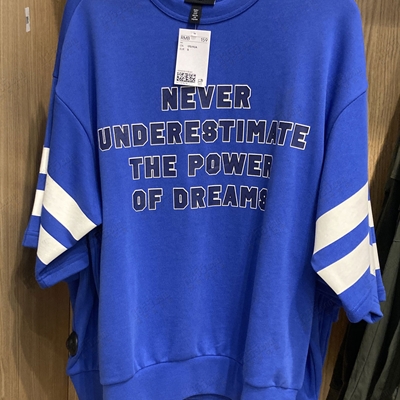 NEVER
UNDERESTIMATE
THE POWER
OF DREAMS